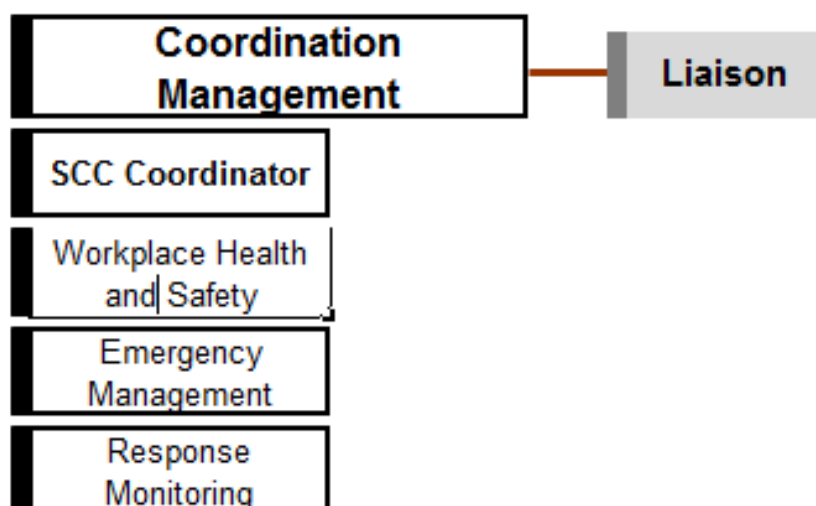 Coordination
Management
Liaison
SCC Coordinator
Workplace Health
and Safety
Emergency
Management
Response
Monitoring